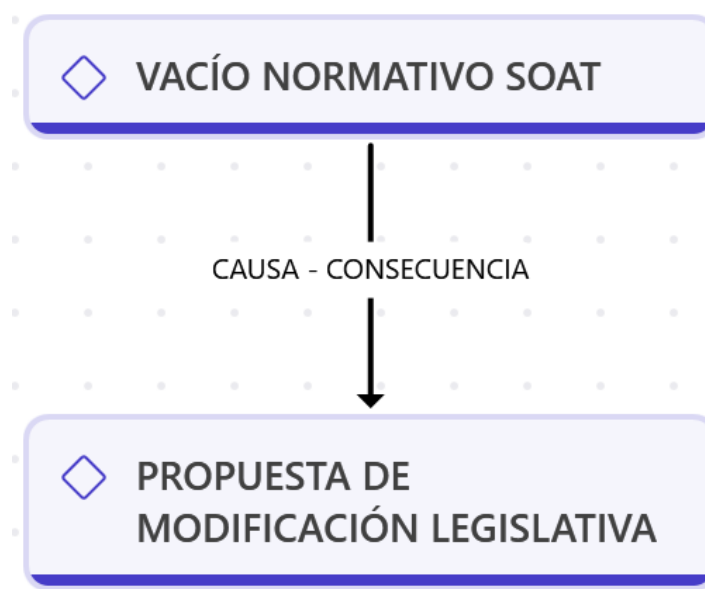 VACÍO NORMATIVO SOAT
CAUSA - CONSECUENCIA
PROPUESTA DE
MODIFICACIÓN LEGISLATIVA